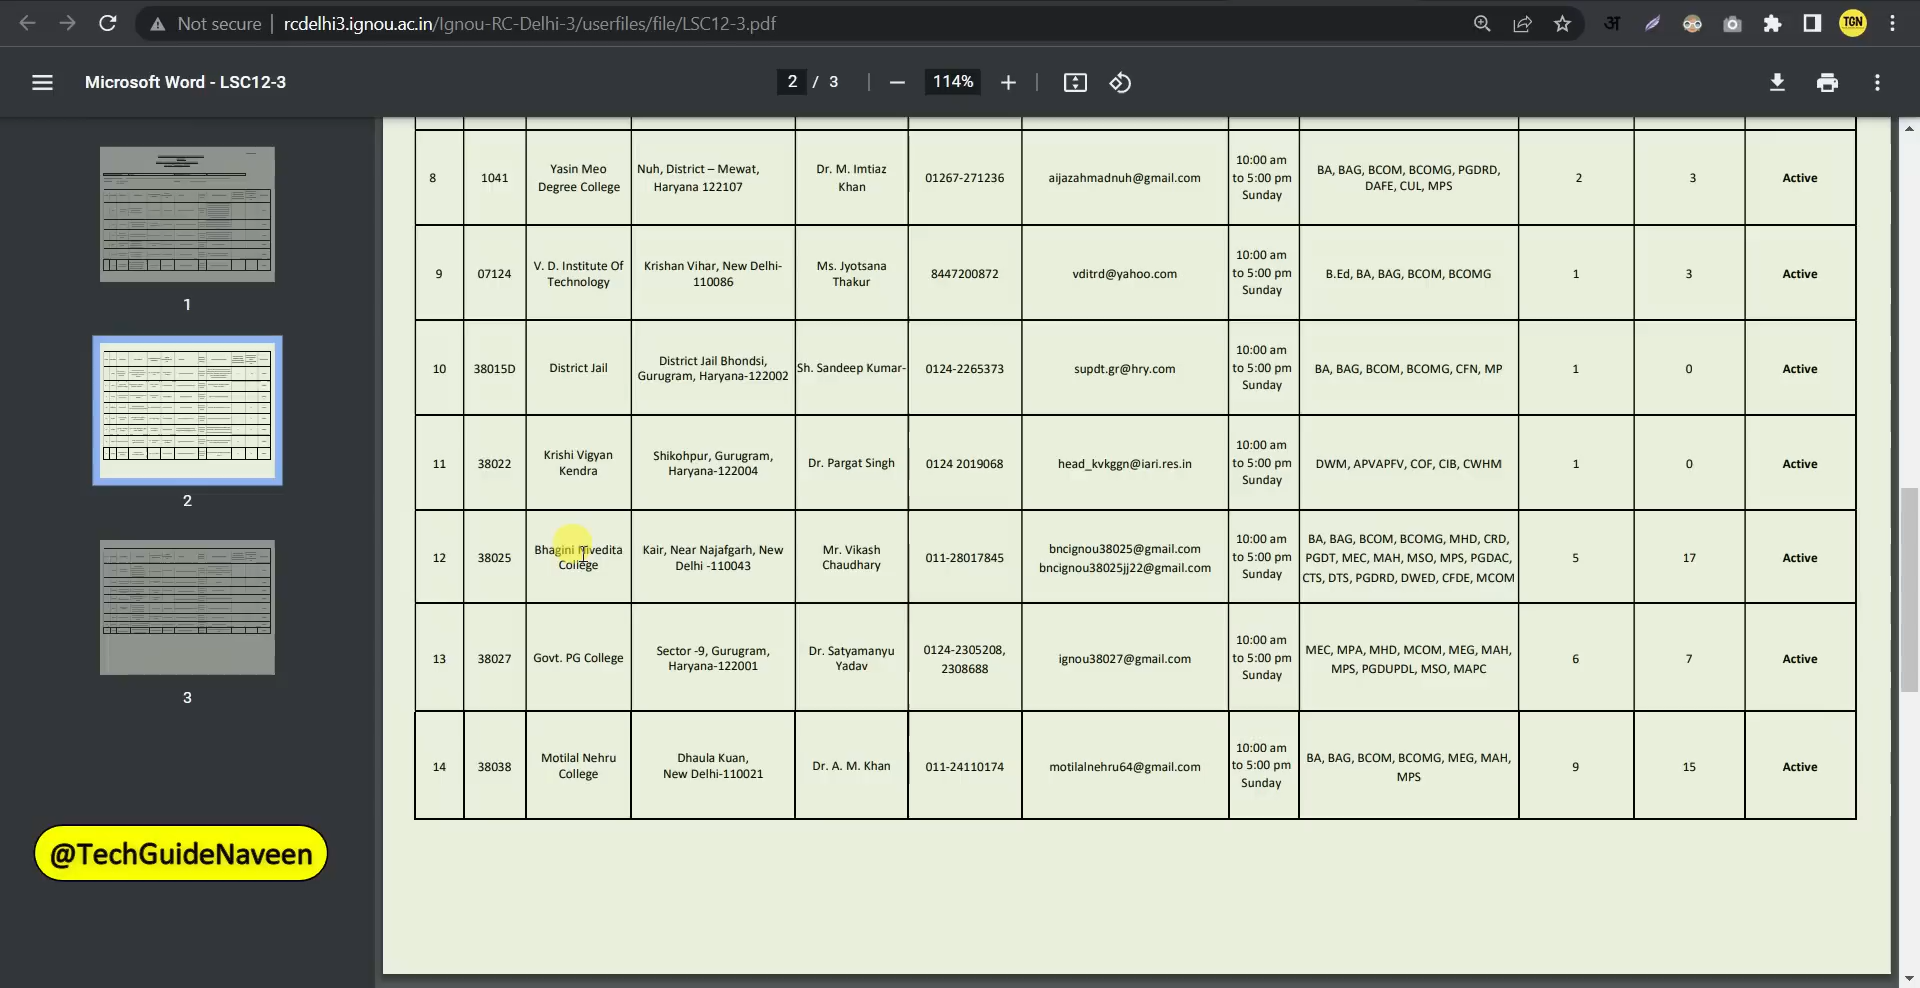 Not secure | rcdelhi3.ignou.ac.in/Ignou-RC-Delhi-3/userfiles/file/LSC12-3.pdf
अ
TGN
Microsoft Word - LSC12-3
2 / 3
114%
8
1041
Yasin Meo
Degree College
Nuh, District – Mewat,
Haryana 122107
Dr. M. Imtiaz
Khan
01267-271236
aijazahmadnuh@gmail.com
10:00 am
to 5:00 pm
Sunday
BA, BAG, BCOM, BCOMG, PGDRD,
DAFE, CUL, MPS
2
3
Active
9
07124
V. D. Institute Of
Technology
Krishan Vihar, New Delhi-
110086
Ms. Jyotsana
Thakur
8447200872
vditrd@yahoo.com
10:00 am
to 5:00 pm
Sunday
B.Ed, BA, BAG, BCOM, BCOMG
1
3
Active
10
38015D
District Jail
District Jail Bhondsi,
Gurugram, Haryana-122002
Sh. Sandeep Kumar-
0124-2265373
supdt.gr@hry.com
10:00 am
to 5:00 pm
Sunday
BA, BAG, BCOM, BCOMG, CFN, MP
1
0
Active
11
38022
Krishi Vigyan
Kendra
Shikohpur, Gurugram,
Haryana-122004
Dr. Pargat Singh
0124 2019068
head_kvkggn@iari.res.in
10:00 am
to 5:00 pm
Sunday
DWM, APVAPFV, COF, CIB, CWHM
1
0
Active
12
38025
Bhagini Nivedita
College
Kair, Near Najafgarh, New
Delhi -110043
Mr. Vikash
Chaudhary
011-28017845
bncignou38025@gmail.com
bncignou38025jj22@gmail.com
10:00 am
to 5:00 pm
Sunday
BA, BAG, BCOM, BCOMG, MHD, CRD,
PGDT, MEC, MAH, MSO, MPS, PGDAC,
CTS, DTS, PGDRD, DWED, CFDE, MCOM
5
17
Active
13
38027
Govt. PG College
Sector -9, Gurugram,
Haryana-122001
Dr. Satyamanyu
Yadav
0124-2305208,
2308688
ignou38027@gmail.com
10:00 am
to 5:00 pm
Sunday
MEC, MPA, MHD, MCOM, MEG, MAH,
MPS, PGDUPDL, MSO, MAPC
6
7
Active
14
38038
Motilal Nehru
College
Dhaula Kuan,
New Delhi-110021
Dr. A. M. Khan
011-24110174
motilalnehru64@gmail.com
10:00 am
to 5:00 pm
Sunday
BA, BAG, BCOM, BCOMG, MEG, MAH,
MPS
9
15
Active
1
2
3
@TechGuideNaveen